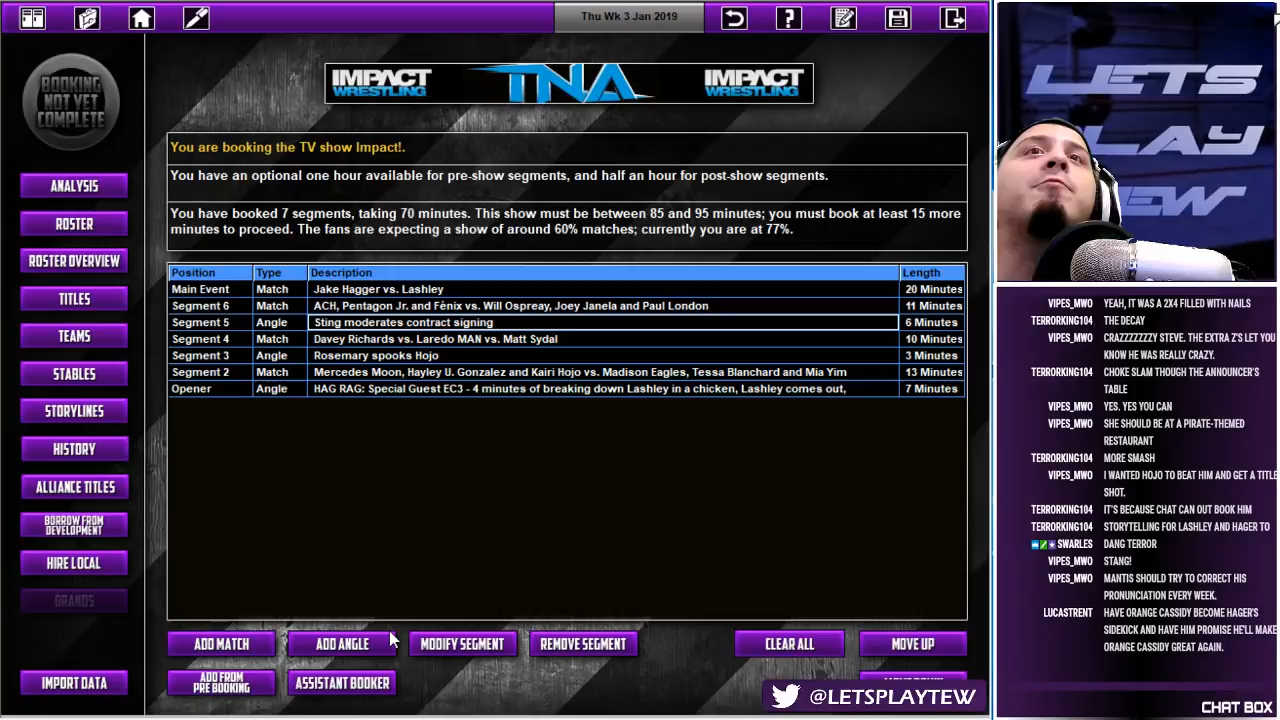 Thu Wk 3 Jan 2019
BOOKING
NOT YET
COMPLETE
IMPACT
WRESTLING
TNA
IMPACT
WRESTLING
You are booking the TV show Impact!.
You have an optional one hour available for pre-show segments, and half an hour for post-show segments.
You have booked 7 segments, taking 70 minutes. This show must be between 85 and 95 minutes; you must book at least 15 more
minutes to proceed. The fans are expecting a show of around 60% matches; currently you are at 77%.
ANALYSIS
ROSTER
ROSTER OVERVIEW
TITLES
TEAMS
STABLES
STORYLINES
HISTORY
ALLIANCE TITLES
BORROW FROM
DEVELOPMENT
HIRE LOCAL
BRANDS
IMPORT DATA
Position Type Description Length
Main Event Match Jake Hagger vs. Lashley 20 Minutes
Segment 6 Match ACH, Pentagon Jr. and Fénix vs. Will Ospreay, Joey Janela and Paul London 11 Minutes
Segment 5 Angle Sting moderates contract signing 6 Minutes
Segment 4 Match Davey Richards vs. Laredo MAN vs. Matt Sydal 10 Minutes
Segment 3 Angle Rosemary spooks Hojo 3 Minutes
Segment 2 Match Mercedes Moon, Hayley U. Gonzalez and Kairi Hojo vs. Madison Eagles, Tessa Blanchard and Mia Yim 13 Minutes
Opener Angle HAG RAG: Special Guest EC3 - 4 minutes of breaking down Lashley in a chicken, Lashley comes out, 7 Minutes
ADD MATCH ADD ANGLE MODIFY SEGMENT REMOVE SEGMENT CLEAR ALL MOVE UP
ADD FROM
PRE BOOKING
ASSISTANT BOOKER
@LETSPLAYTEW
LETS
PLAY
TEW
VIPES_MWO YEAH, IT WAS A 2X4 FILLED WITH NAILS
TERRORKING104 THE DECAY
VIPES_MWO CRAZZZZZZZY STEVE. THE EXTRA Z'S LET YOU
KNOW HE WAS REALLY CRAZY.
TERRORKING104 CHOKE SLAM THOUGH THE ANNOUNCER'S
TABLE
VIPES_MWO YES. YES YOU CAN
VIPES_MWO SHE SHOULD BE AT A PIRATE-THEMED
RESTAURANT
TERRORKING104 MORE SMASH
VIPES_MWO I WANTED HOJO TO BEAT HIM AND GET A TITLE
SHOT.
TERRORKING104 IT'S BECAUSE CHAT CAN OUT BOOK HIM
TERRORKING104 STORYTELLING FOR LASHLEY AND HAGER TO
SWARLES DANG TERROR
VIPES_MWO STANG!
VIPES_MWO MANTIS SHOULD TRY TO CORRECT HIS
PRONUNCIATION EVERY WEEK.
LUCASTRENT HAVE ORANGE CASSIDY BECOME HAGER'S
SIDEKICK AND HAVE HIM PROMISE HE'LL MAKE
ORANGE CASSIDY GREAT AGAIN.
CHAT BOX